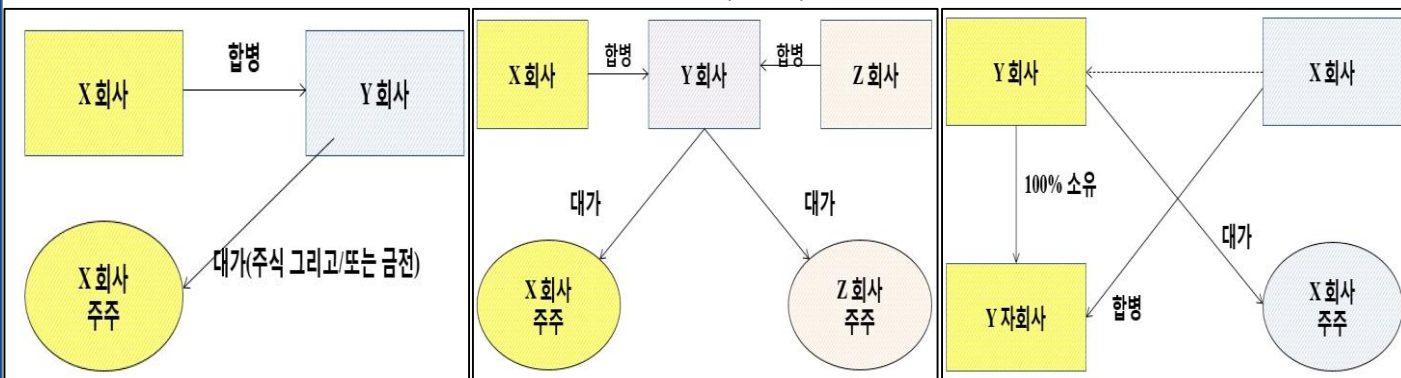 X 회사
합병
Y 회사
대가(주식 그리고/또는 금전)
X 회사
주주
X 회사
합병
Y 회사
합병
Z 회사
대가
대가
X 회사
주주
Z 회사
주주
Y 회사
X 회사
100% 소유
대가
Y 자회사
합병
X 회사
주주